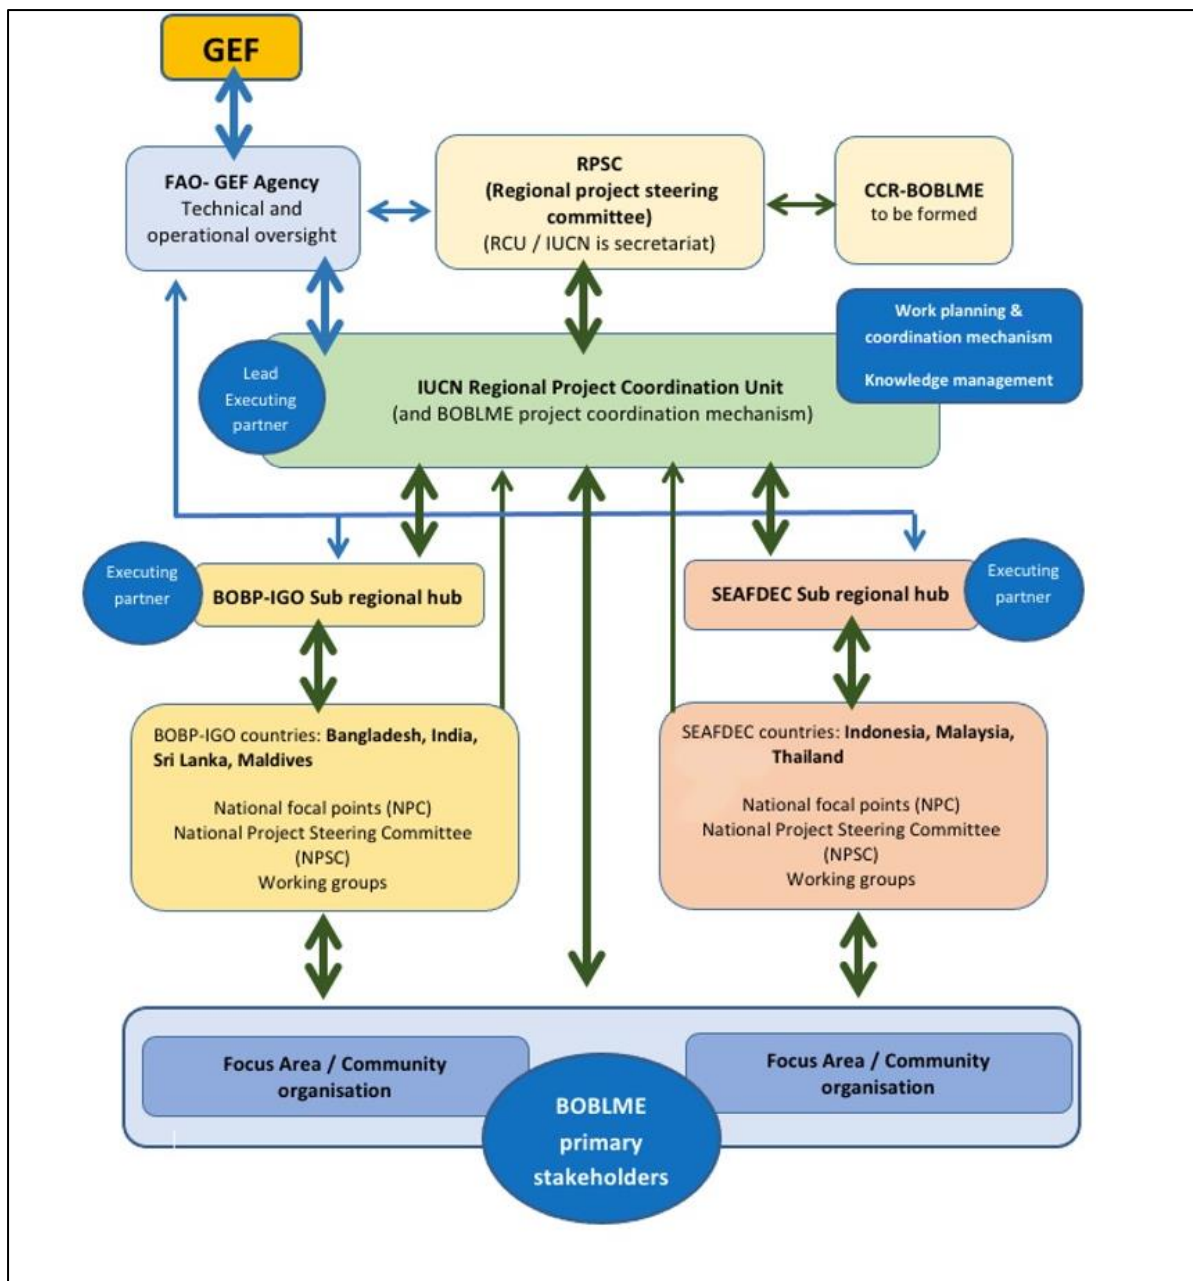 GEF
FAO- GEF Agency
Technical and
operational oversight
RPSC
(Regional project steering
committee)
(RCU / IUCN is secretariat)
CCR-BOBLME
to be formed
Work planning &
coordination mechanism
Knowledge management
Lead
Executing
partner
IUCN Regional Project Coordination Unit
(and BOBLME project coordination mechanism)
Executing
partner
BOBP-IGO Sub regional hub
SEAFDEC Sub regional hub
Executing
partner
BOBP-IGO countries: Bangladesh, India,
Sri Lanka, Maldives
National focal points (NPC)
National Project Steering Committee
(NPSC)
Working groups
SEAFDEC countries: Indonesia, Malaysia,
Thailand
National focal points (NPC)
National Project Steering Committee
(NPSC)
Working groups
Focus Area / Community
organisation
Focus Area / Community
organisation
BOBLME
primary
stakeholders